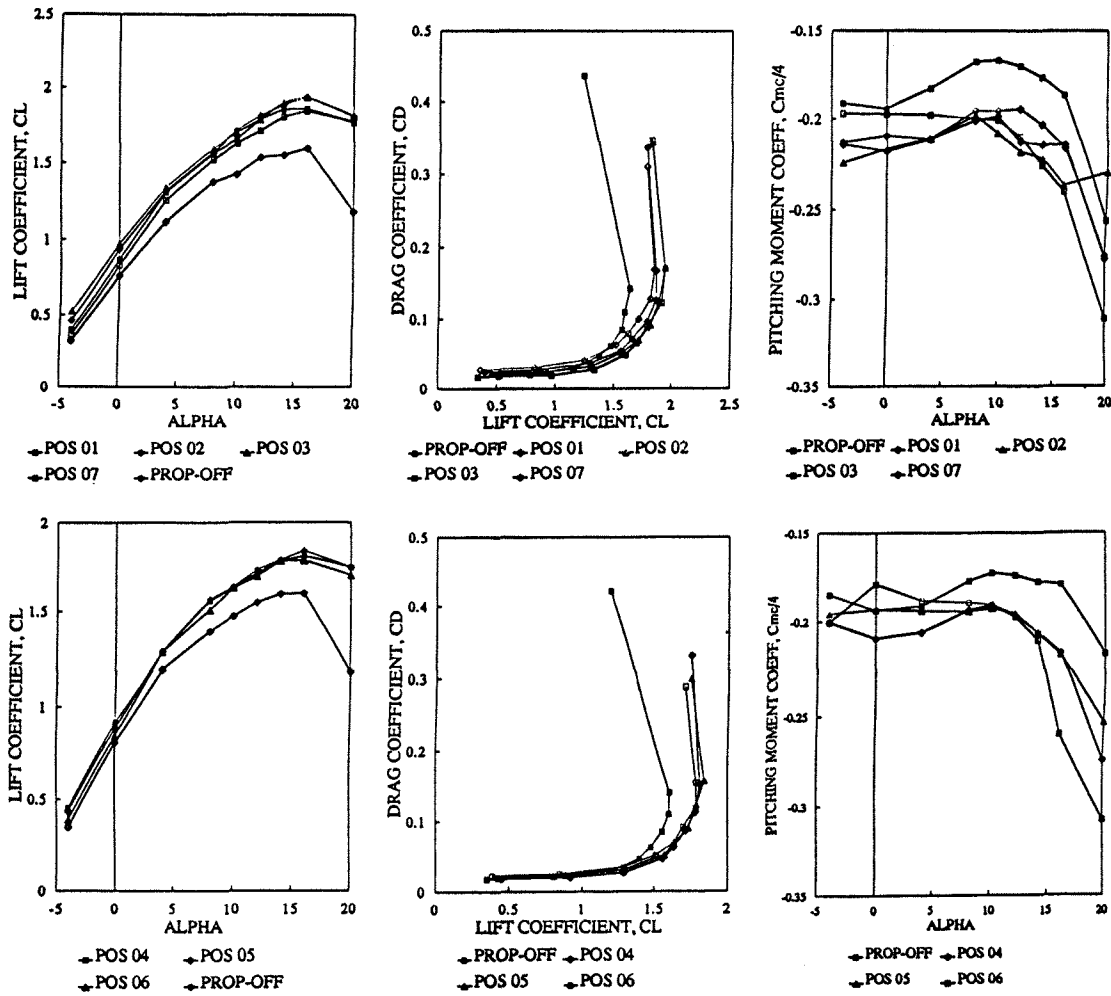 2.5
2
1.5
1
0.5
0
-5 0 5 10 15 20
LIFT COEFFICIENT, CL
ALPHA
POS 01 POS 02 POS 03
POS 07 PROP-OFF
0.5
0.4
0.3
0.2
0.1
0
0 0.5 1 1.5 2 2.5
DRAG COEFFICIENT, CD
LIFT COEFFICIENT, CL
PROP-OFF POS 01 POS 02
POS 03 POS 07
-0.15
-0.2
-0.25
-0.3
-0.35
-5 0 5 10 15 20
PITCHING MOMENT COEFF, Cmc/4
ALPHA
PROP-OFF POS 01 POS 02
POS 03 POS 07
2
1.5
1
0.5
0
-5 0 5 10 15 20
LIFT COEFFICIENT, CL
ALPHA
POS 04 POS 05
POS 06 PROP-OFF
0.5
0.4
0.3
0.2
0.1
0
0 0.5 1 1.5 2
DRAG COEFFICIENT, CD
LIFT COEFFICIENT, CL
PROP-OFF POS 04
POS 05 POS 06
-0.15
-0.2
-0.25
-0.3
-0.35
-5 0 5 10 15 20
PITCHING MOMENT COEFF, Cmc/4
ALPHA
PROP-OFF POS 04
POS 05 POS 06